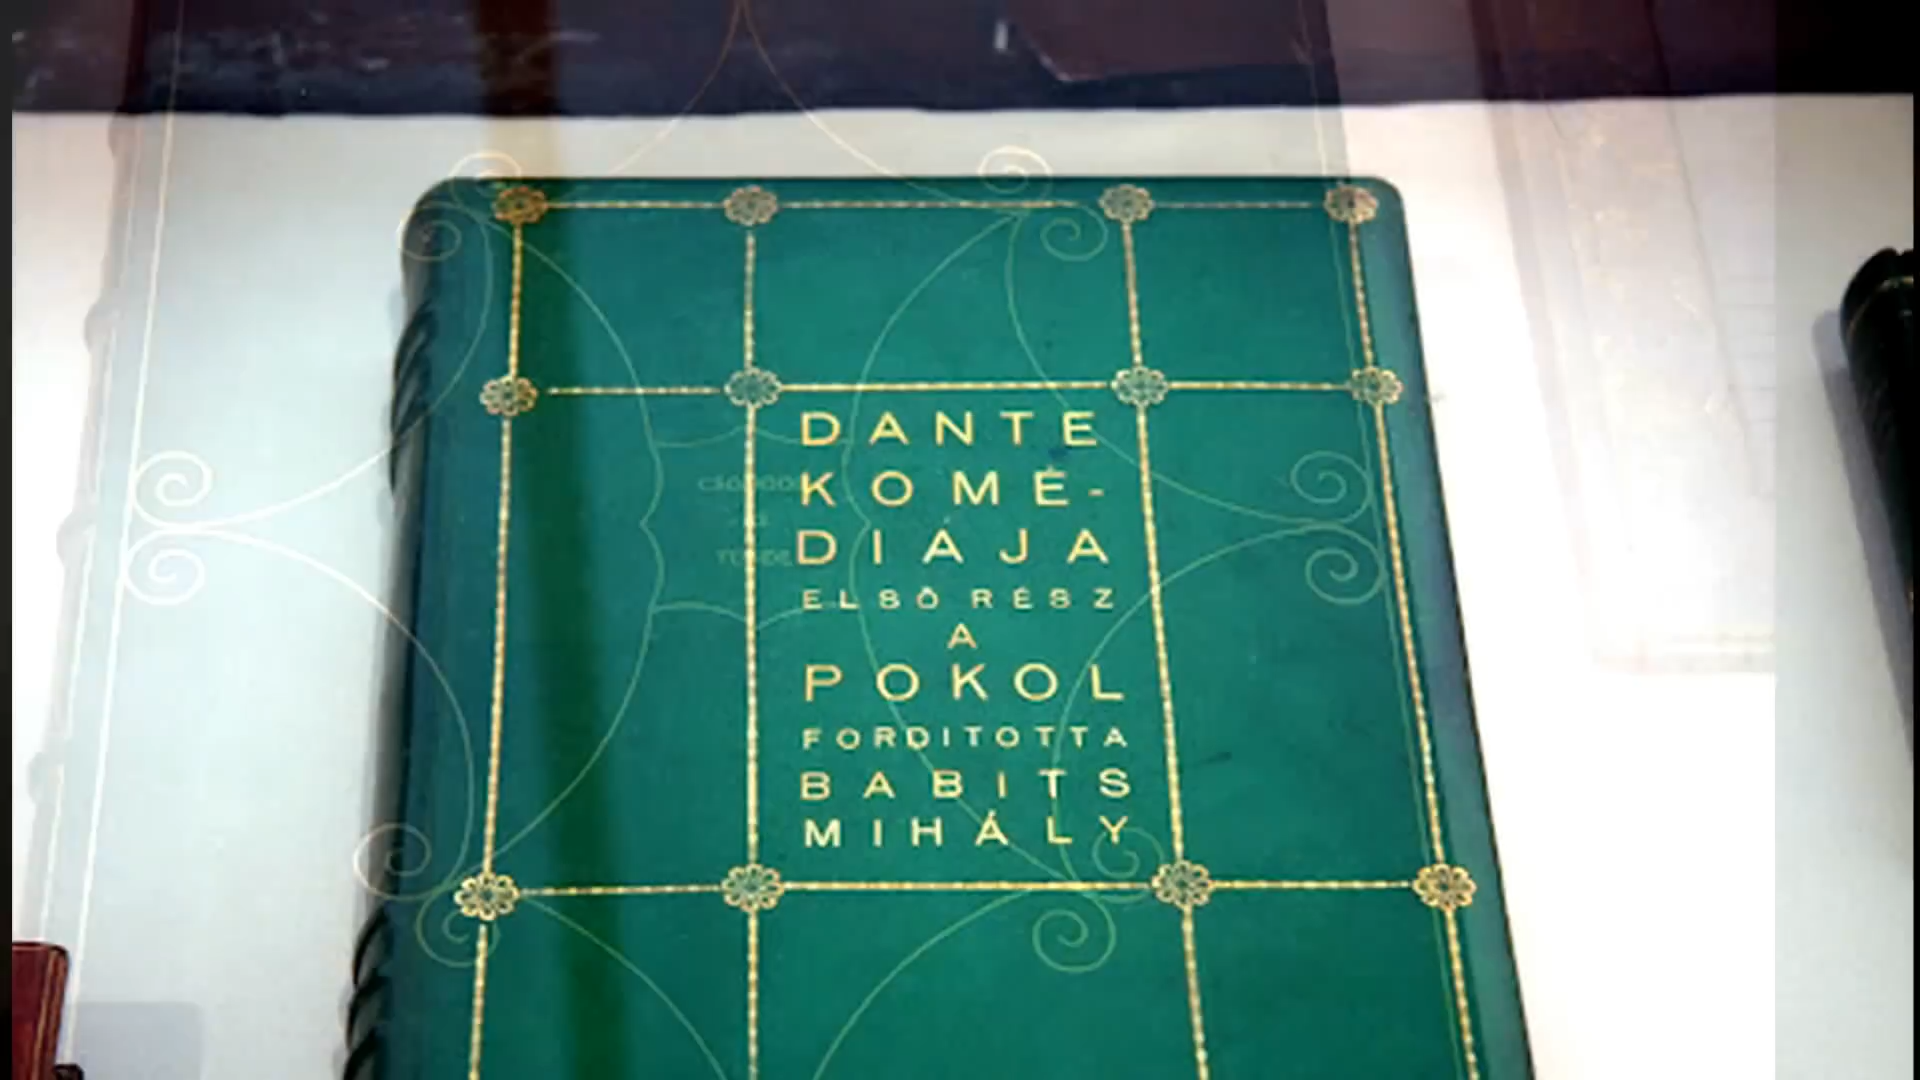 DANTE
KOMÉ-
DIÁJA
ELSŐ RÉSZ
A
POKOL
FORDITOTTA
BABITS
MIHÁLY